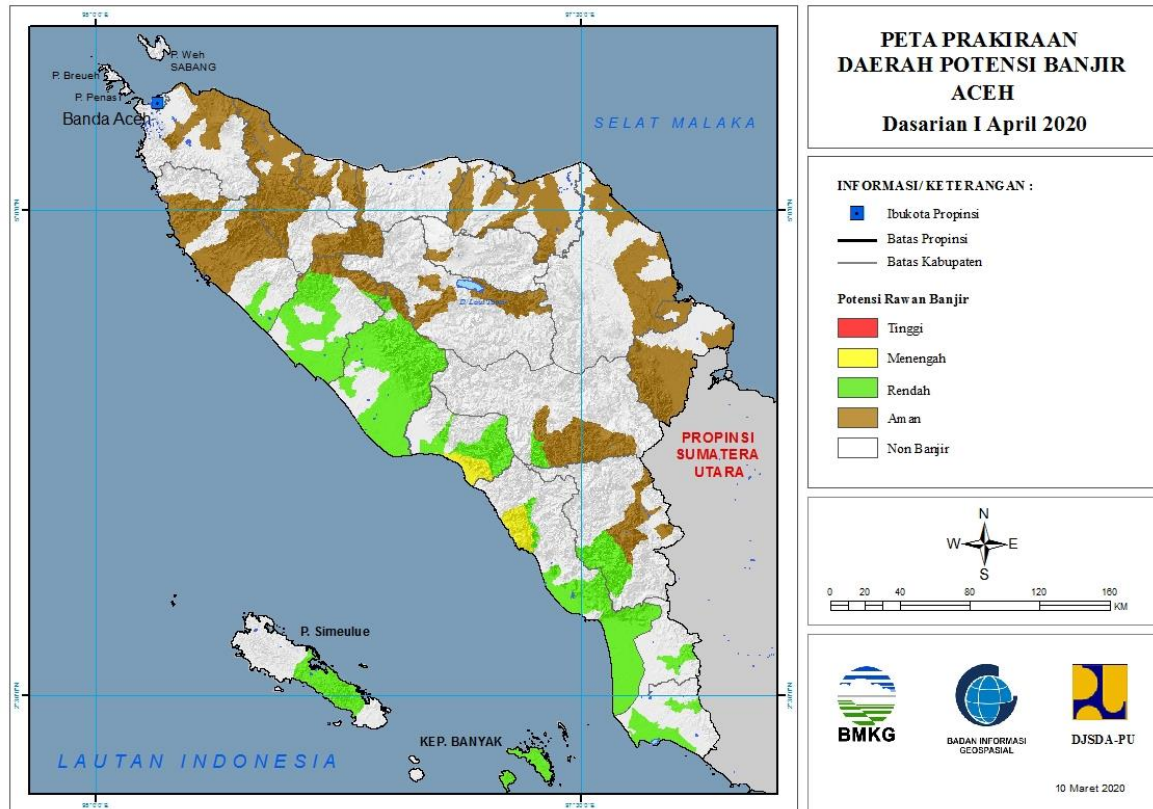 PETA PRAKIRAAN
DAERAH POTENSI BANJIR
ACEH
Dasarian I April 2020
INFORMASI/ KETERANGAN :
Ibukota Propinsi
Batas Propinsi
Batas Kabupaten
Potensi Rawan Banjir
Tinggi
Menengah
Rendah
Aman
Non Banjir
N
W E
S
0 20 40 60 80 120 160
KM
BMKG
BADAN INFORMASI
GEOSPASIAL
DJSDA-PU
10 Maret 2020
P. Weh
SABANG
P. Breueh
P. Penasi
Banda Aceh
SELAT MALAKA
PROPINSI
SUMATERA
UTARA
P. Simeulue
KEP. BANYAK
LAUTAN INDONESIA